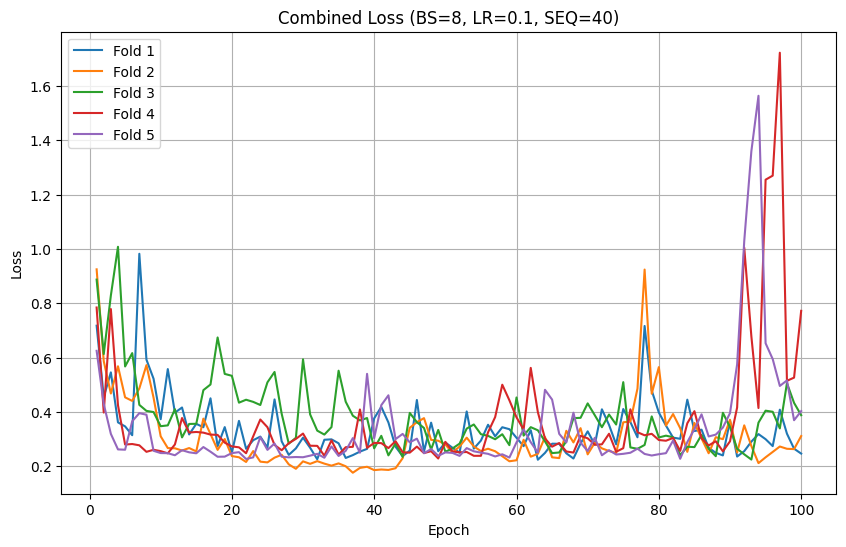 Combined Loss (BS=8, LR=0.1, SEQ=40)
Fold 1
Fold 2
Fold 3
Fold 4
Fold 5
Loss
1.6
1.4
1.2
1.0
0.8
0.6
0.4
0.2
0 20 40 60 80 100
Epoch